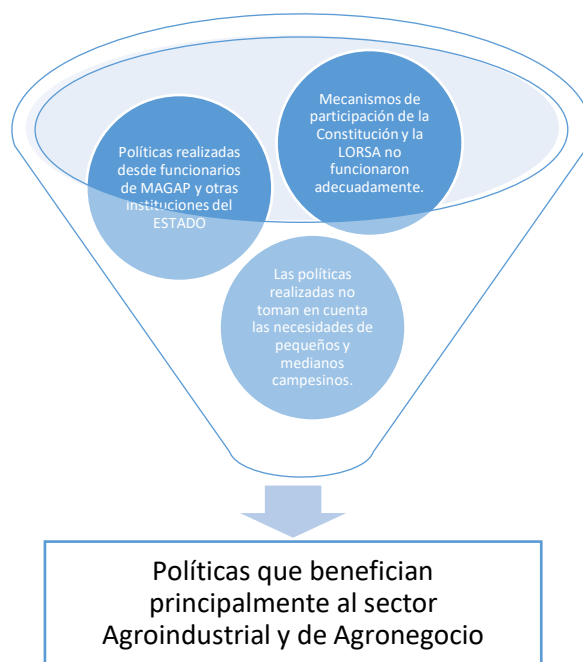 Mecanismos de
participación de la
Constitución y la
LORSA no
funcionaron
adecuadamente.
Políticas realizadas
desde funcionarios
de MAGAP y otras
instituciones del
ESTADO
Las políticas
realizadas no
toman en cuenta
las necesidades de
pequeños y
medianos
campesinos.
Políticas que benefician
principalmente al sector
Agroindustrial y de Agronegocio